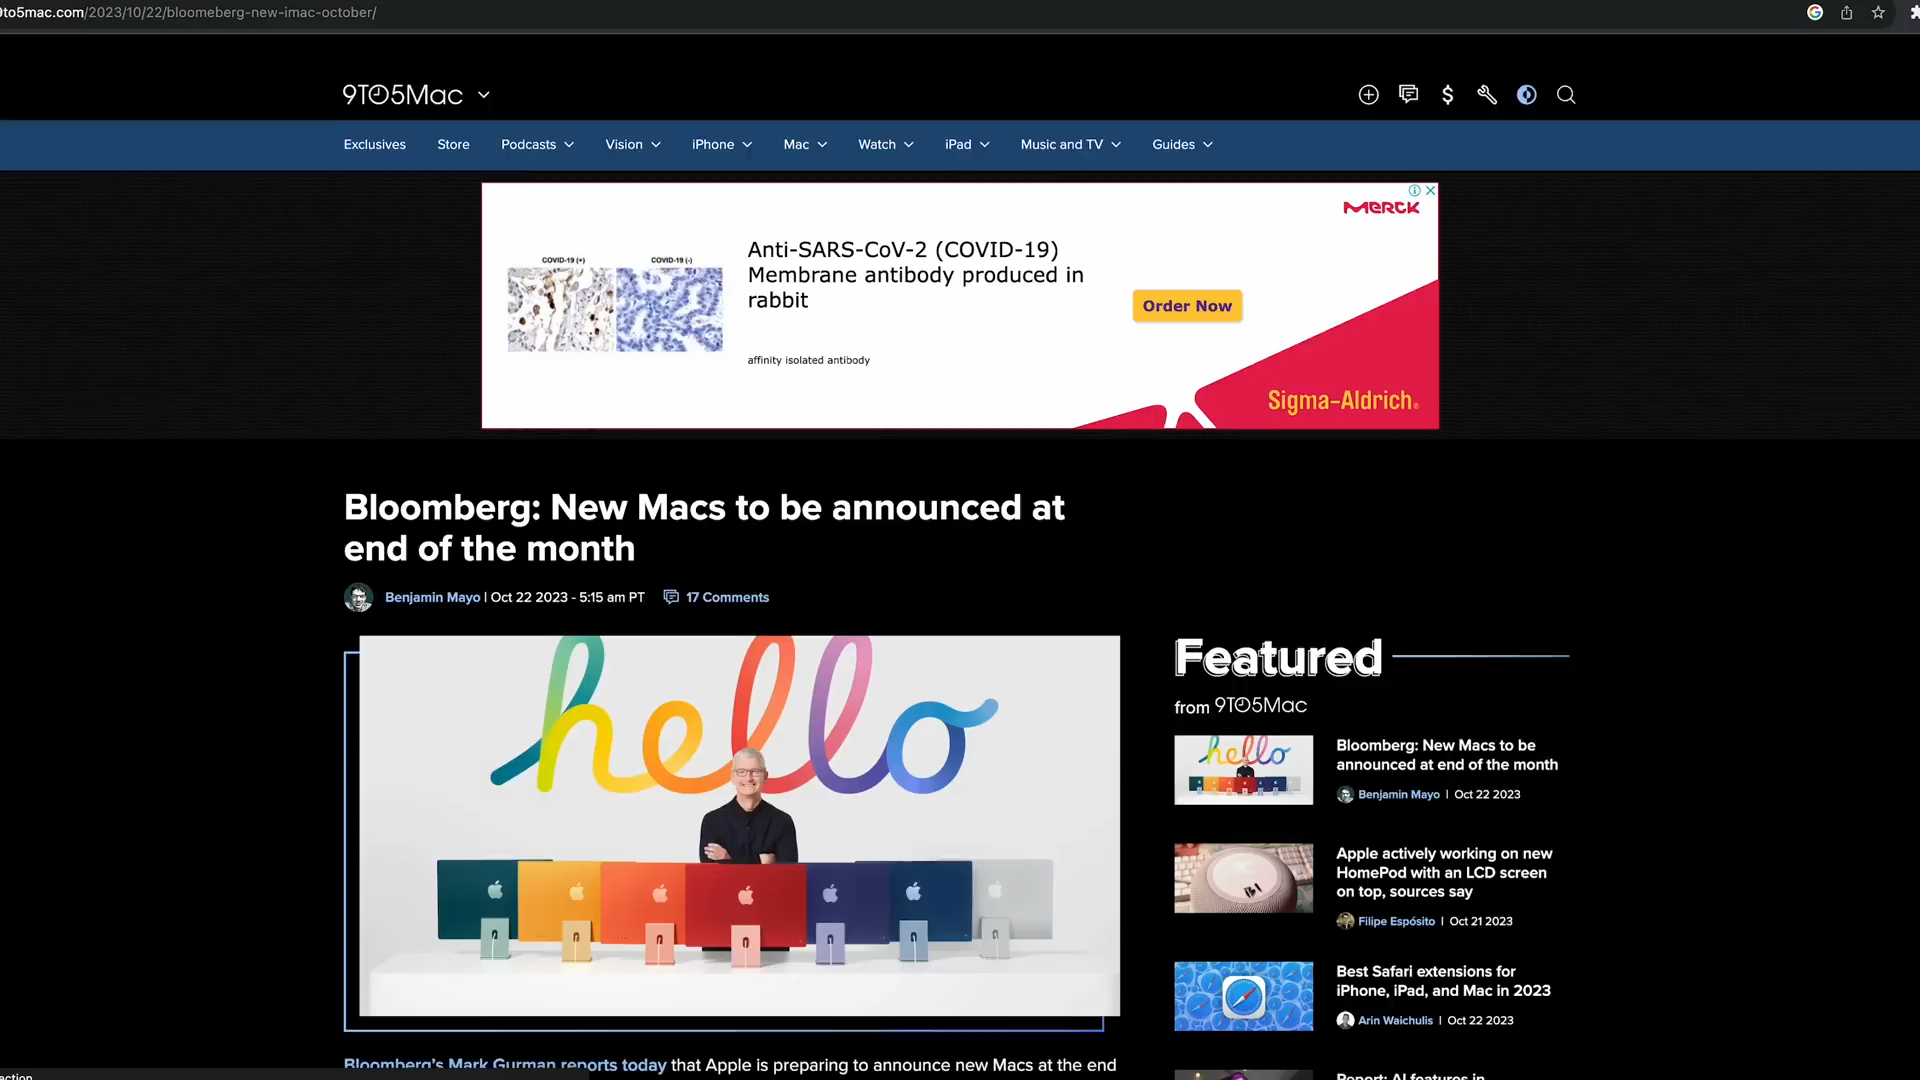 9to5mac.com/2023/10/22/bloomeberg-new-imac-october/
9TO5Mac
Exclusives Store Podcasts Vision iPhone Mac Watch iPad Music and TV Guides
MERCK
COVID-19 (+) COVID-19 (-)
Anti-SARS-CoV-2 (COVID-19)
Membrane antibody produced in
rabbit
Order Now
affinity isolated antibody
Sigma-Aldrich®
Bloomberg: New Macs to be announced at
end of the month
Benjamin Mayo | Oct 22 2023 - 5:15 am PT 17 Comments
hello
Bloomberg's Mark Gurman reports today that Apple is preparing to announce new Macs at the end
Featured
from 9TO5Mac
hello
Bloomberg: New Macs to be
announced at end of the month
Benjamin Mayo | Oct 22 2023
Apple actively working on new
HomePod with an LCD screen
on top, sources say
Filipe Espósito | Oct 21 2023
Best Safari extensions for
iPhone, iPad, and Mac in 2023
Arin Waichulis | Oct 22 2023
Report: AI features in